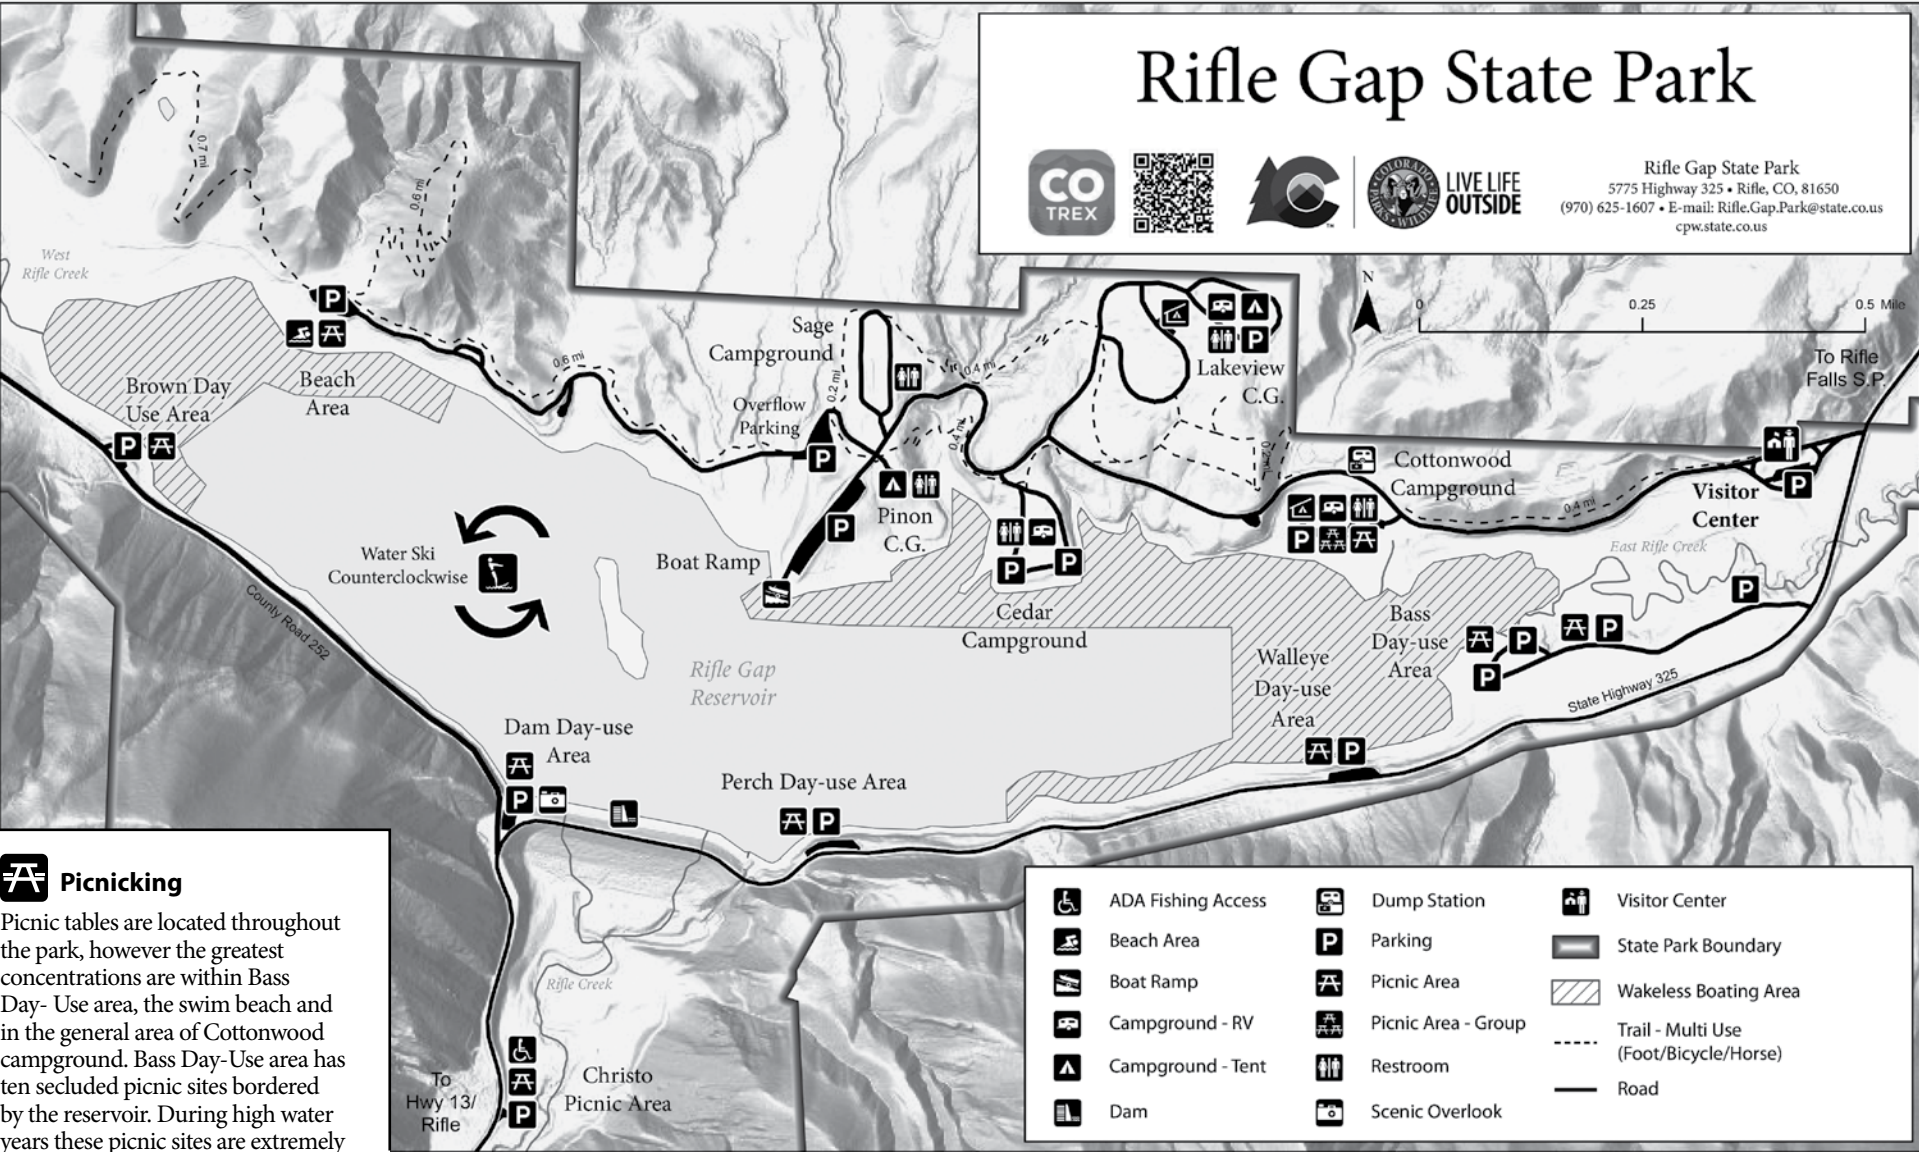 Rifle Gap State Park
CO
TREX
COLORADO
PARKS • WILDLIFE
LIVE LIFE
OUTSIDE
Rifle Gap State Park
5775 Highway 325 • Rifle, CO, 81650
(970) 625-1607 • E-mail: Rifle.Gap.Park@state.co.us
cpw.state.co.us
N
0
0.25
0.5 Mile
To Rifle
Falls S.P.
0.7 mi
0.6 mi
West
Rifle Creek
P
Brown Day
Use Area
Beach
Area
P
0.6 mi
Sage
Campground
0.2 mi
Overflow
Parking
P
0.4 mi
0.4 mi
P
Lakeview
C.G.
0.2 mi
Pinon
C.G.
P
Boat Ramp
P
P
Cedar
Campground
Cottonwood
Campground
P
0.4 mi
Visitor
Center
P
East Rifle Creek
P
Bass
Day-use
Area
P
P
P
Walleye
Day-use
Area
P
State Highway 325
Water Ski
Counterclockwise
County Road 252
Rifle Gap
Reservoir
Dam Day-use
Area
P
Perch Day-use Area
P
Rifle Creek
Christo
Picnic Area
P
To
Hwy 13/
Rifle
Picnicking
Picnic tables are located throughout
the park, however the greatest
concentrations are within Bass
Day- Use area, the swim beach and
in the general area of Cottonwood
campground. Bass Day-Use area has
ten secluded picnic sites bordered
by the reservoir. During high water
years these picnic sites are extremely
ADA Fishing Access
Beach Area
Boat Ramp
Campground - RV
Campground - Tent
Dam
Dump Station
P Parking
Picnic Area
Picnic Area - Group
Restroom
Scenic Overlook
Visitor Center
State Park Boundary
Wakeless Boating Area
Trail - Multi Use
(Foot/Bicycle/Horse)
Road